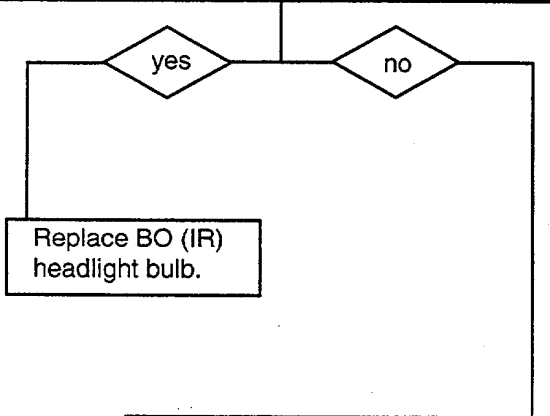 yes
no
Replace BO (IR)
headlight bulb.